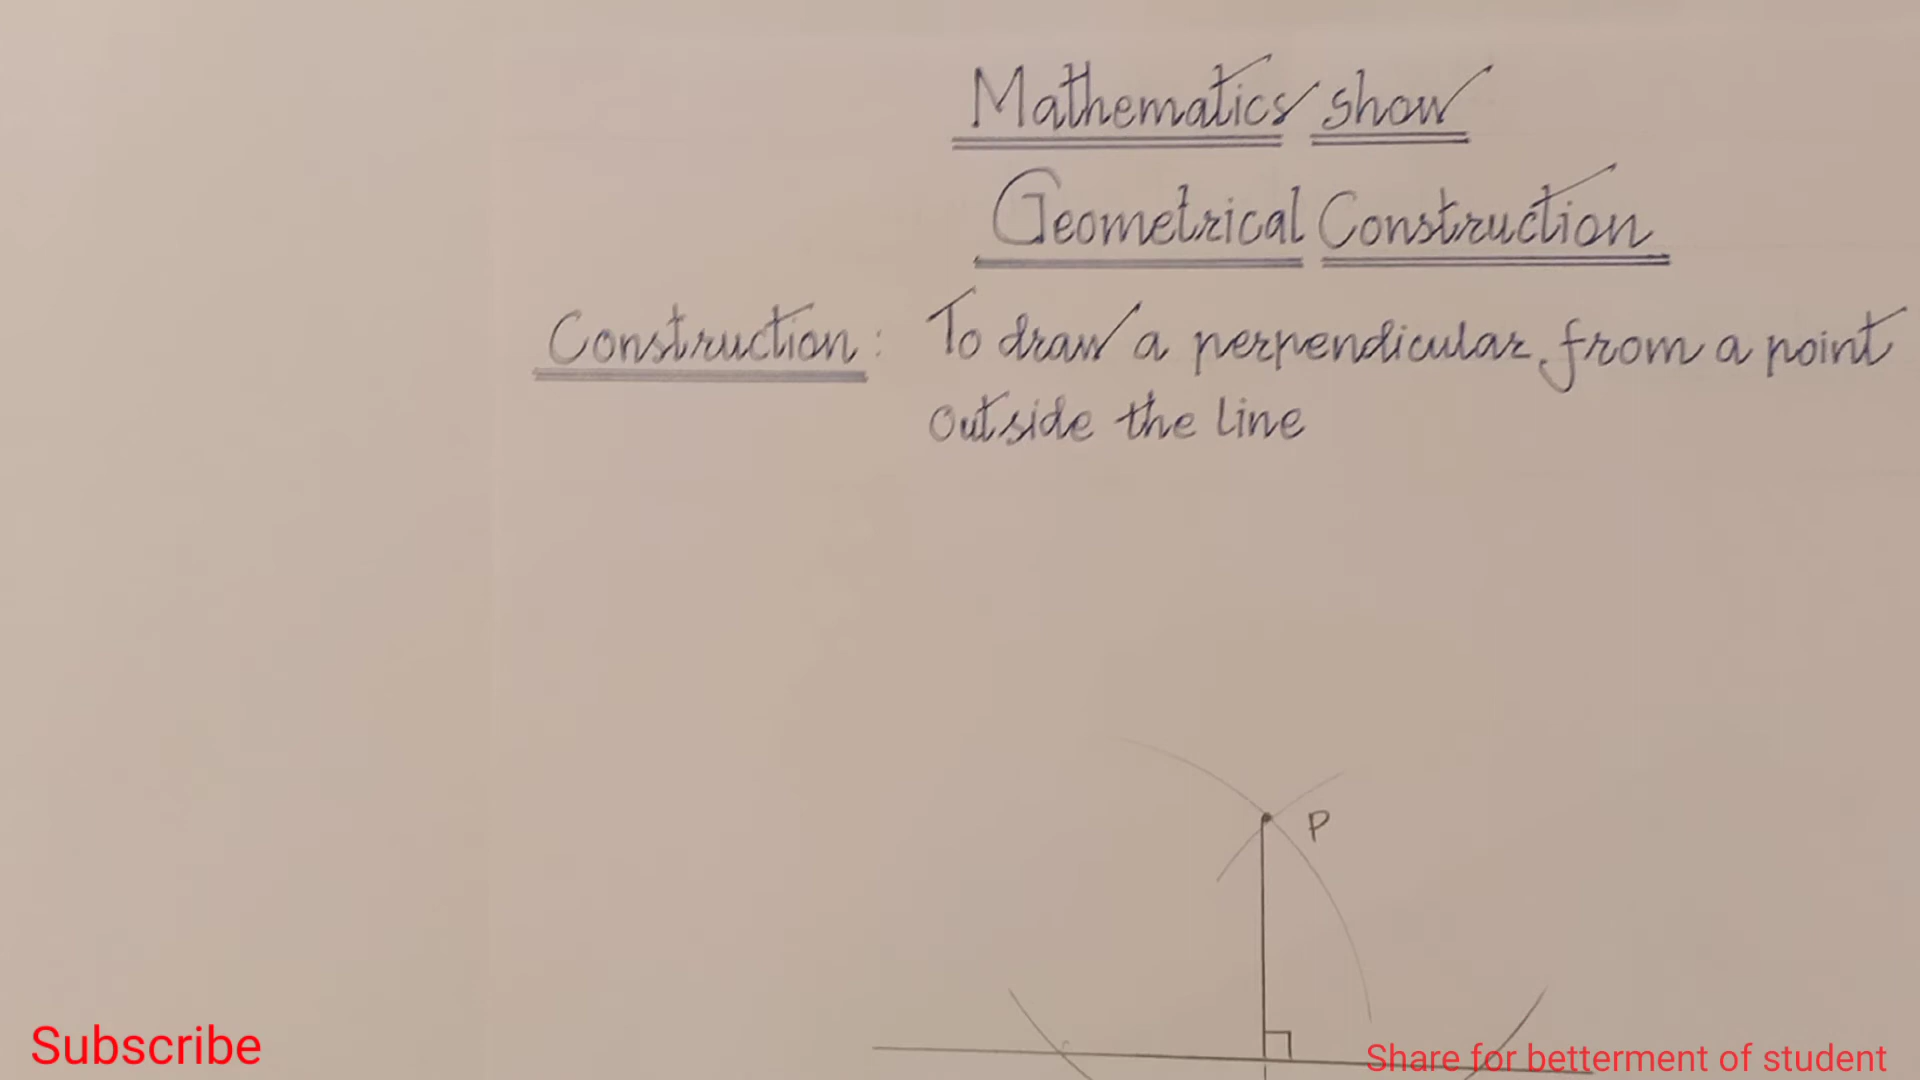 Mathematics show
Geometrical Construction
Construction: To draw a perpendicular, from a point
outside the line
P
Subscribe
Share for betterment of student